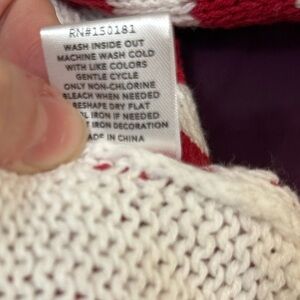 RN#150181
WASH INSIDE OUT
MACHINE WASH COLD
WITH LIKE COLORS
GENTLE CYCLE
ONLY NON-CHLORINE
BLEACH WHEN NEEDED
RESHAPE DRY FLAT
IRON IF NEEDED
IRON DECORATION
MADE IN CHINA